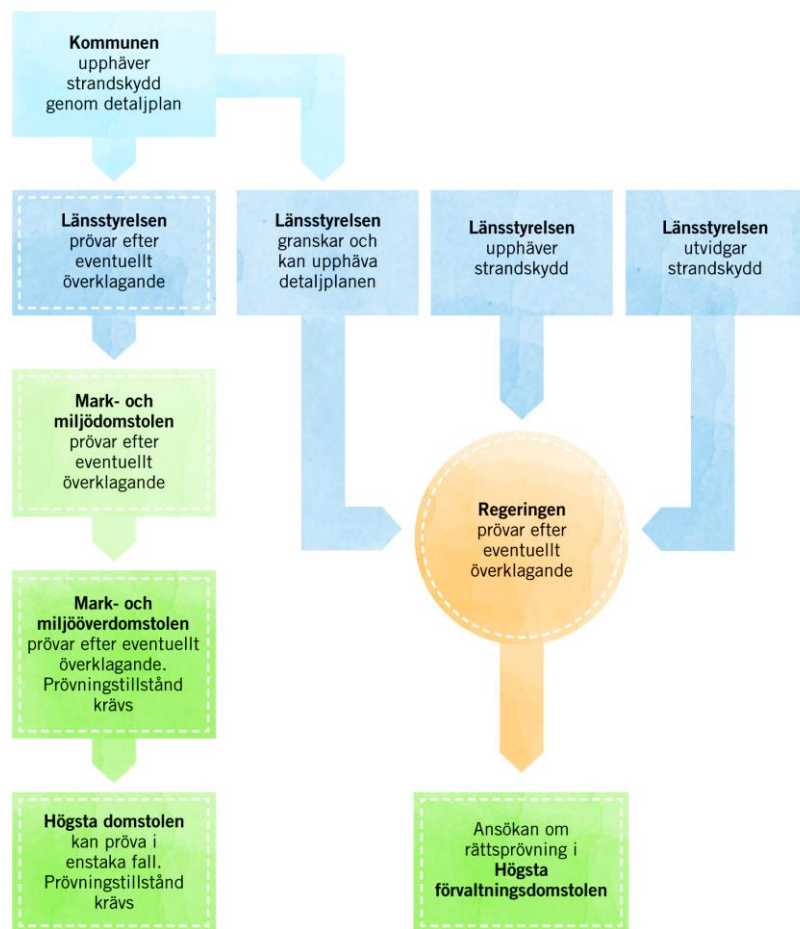 Kommunen
upphäver
strandskydd
genom detaljplan
Länsstyrelsen
prövar efter
eventuellt
överklagande
Länsstyrelsen
granskar och
kan upphäva
detaljplanen
Länsstyrelsen
upphäver
strandskydd
Länsstyrelsen
utvidgar
strandskydd
Mark- och
miljödomstolen
prövar efter
eventuellt
överklagande
Regeringen
prövar efter
eventuellt
överklagande
Mark- och
miljööverdomstolen
prövar efter eventuellt
överklagande.
Prövningstillstånd
krävs
Högsta domstolen
kan pröva i
enstaka fall.
Prövningstillstånd
krävs
Ansökan om
rättsprövning i
Högsta
förvaltningsdomstolen